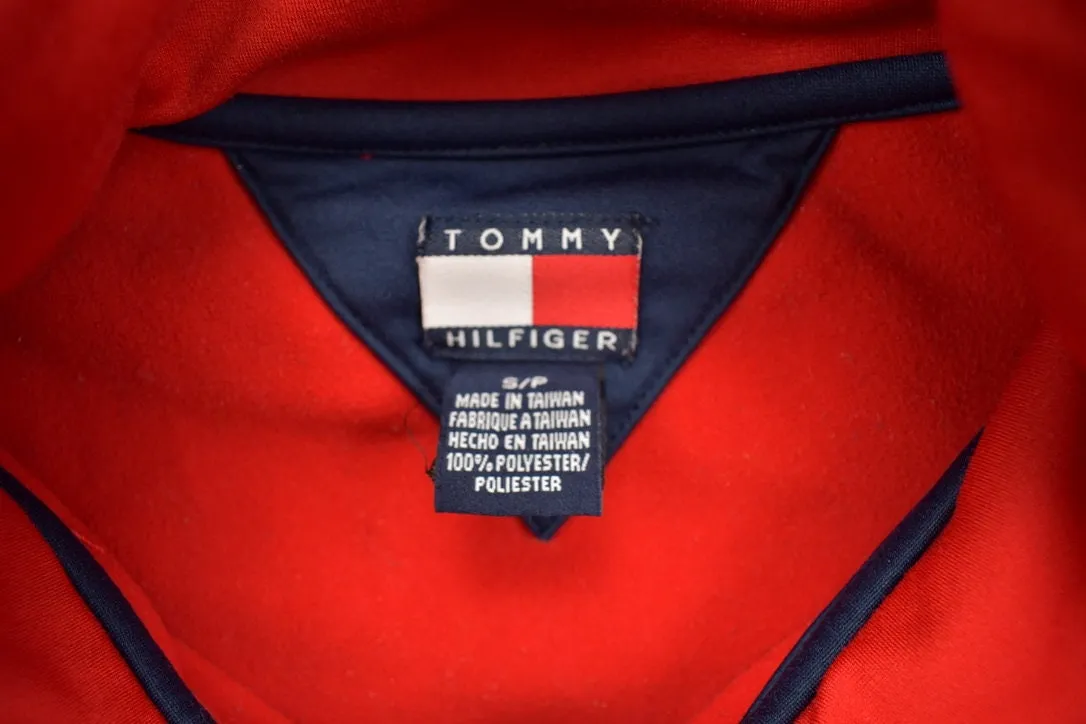 TOMMY
HILFIGER
S/P
MADE IN TAIWAN
FABRIQUE A TAIWAN
HECHO EN TAIWAN
100% POLYESTER/
POLIESTER